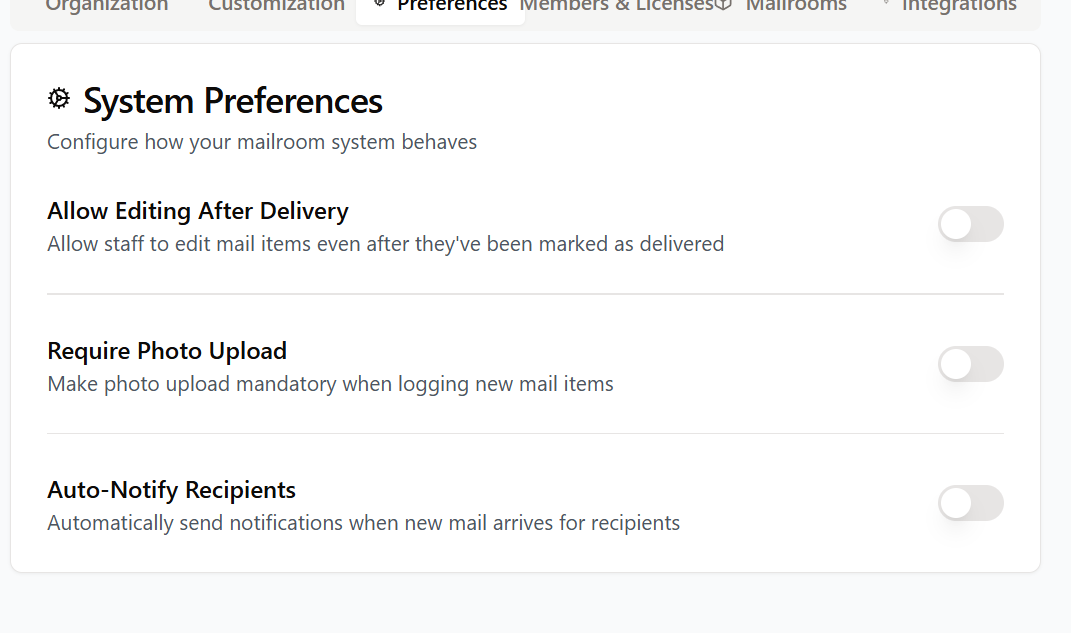 Organization Customization Preferences Members & Licenses Mailrooms Integrations
System Preferences
Configure how your mailroom system behaves
Allow Editing After Delivery
Allow staff to edit mail items even after they've been marked as delivered
Require Photo Upload
Make photo upload mandatory when logging new mail items
Auto-Notify Recipients
Automatically send notifications when new mail arrives for recipients